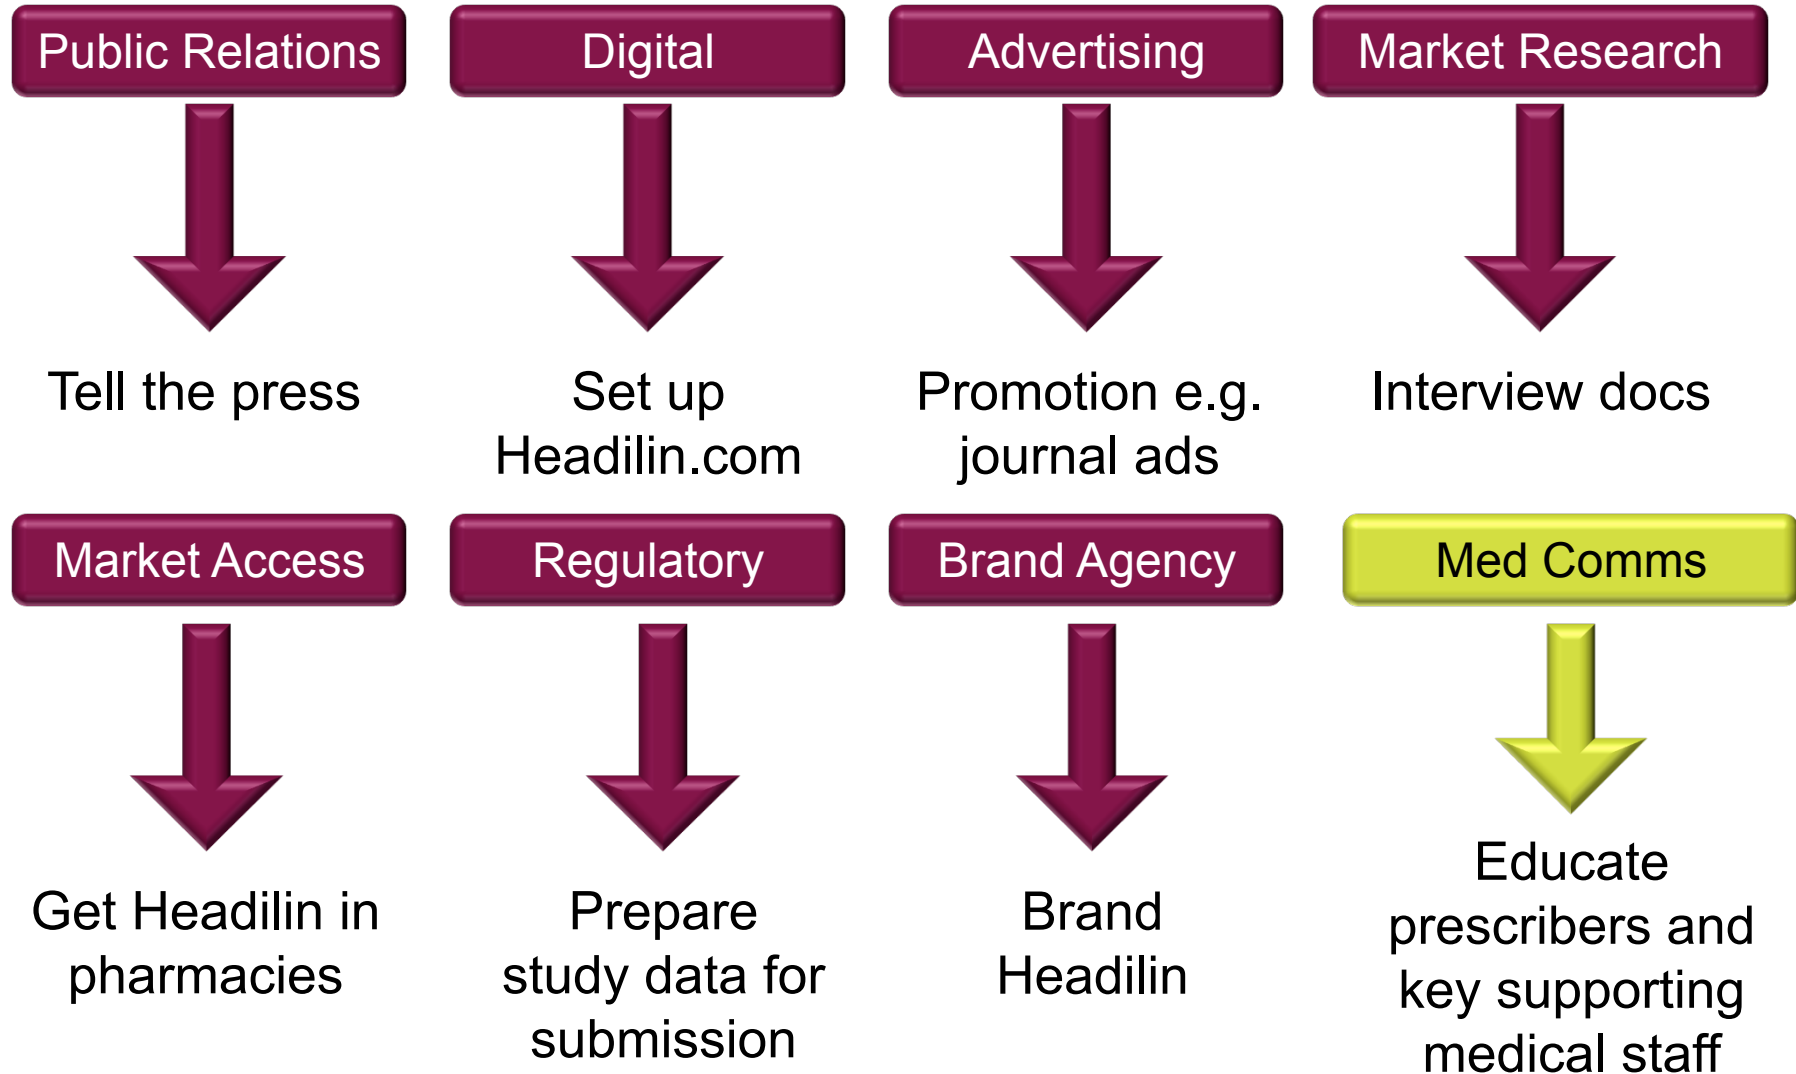 Public Relations
Digital
Advertising
Market Research
Tell the press
Set up
Headilin.com
Promotion e.g.
journal ads
Interview docs
Market Access
Regulatory
Brand Agency
Med Comms
Get Headilin in
pharmacies
Prepare
study data for
submission
Brand
Headilin
Educate
prescribers and
key supporting
medical staff